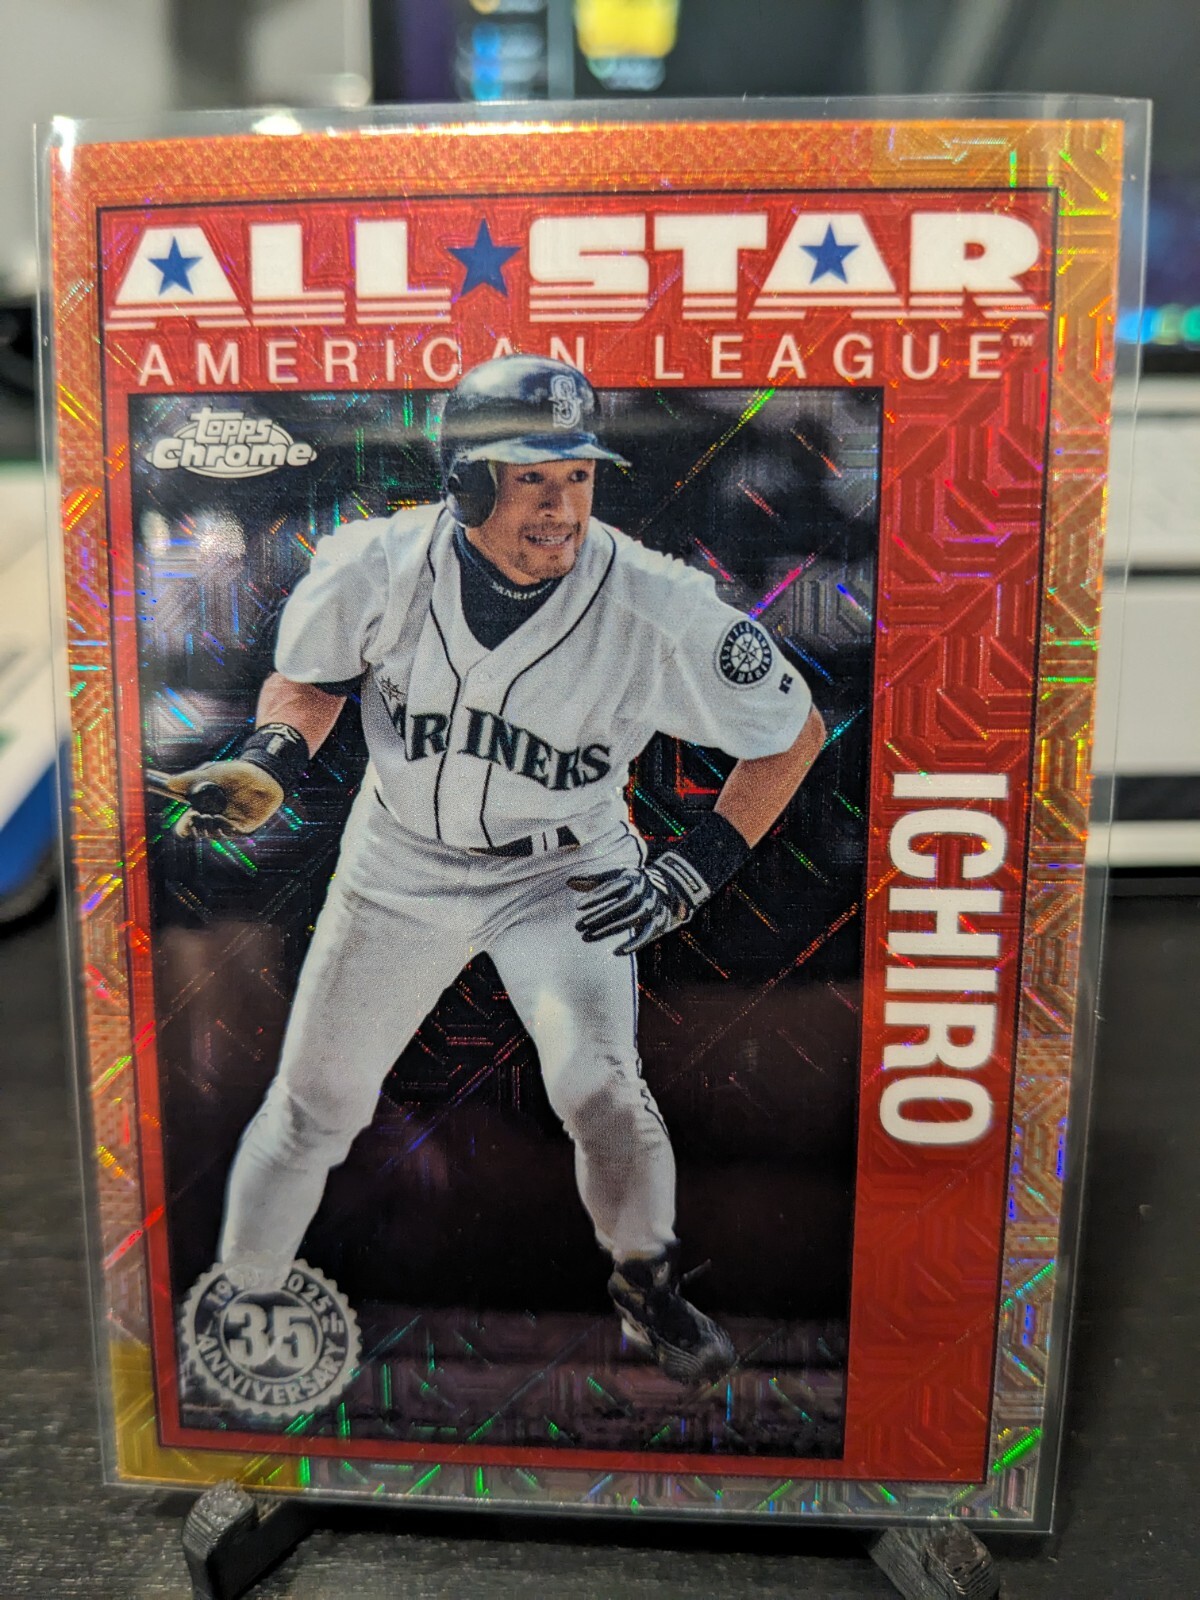 ALL★STAR
AMERICAN LEAGUE™
topps
Chrome
S
MARINERS
ICHIRO
35th
ANNIVERSARY